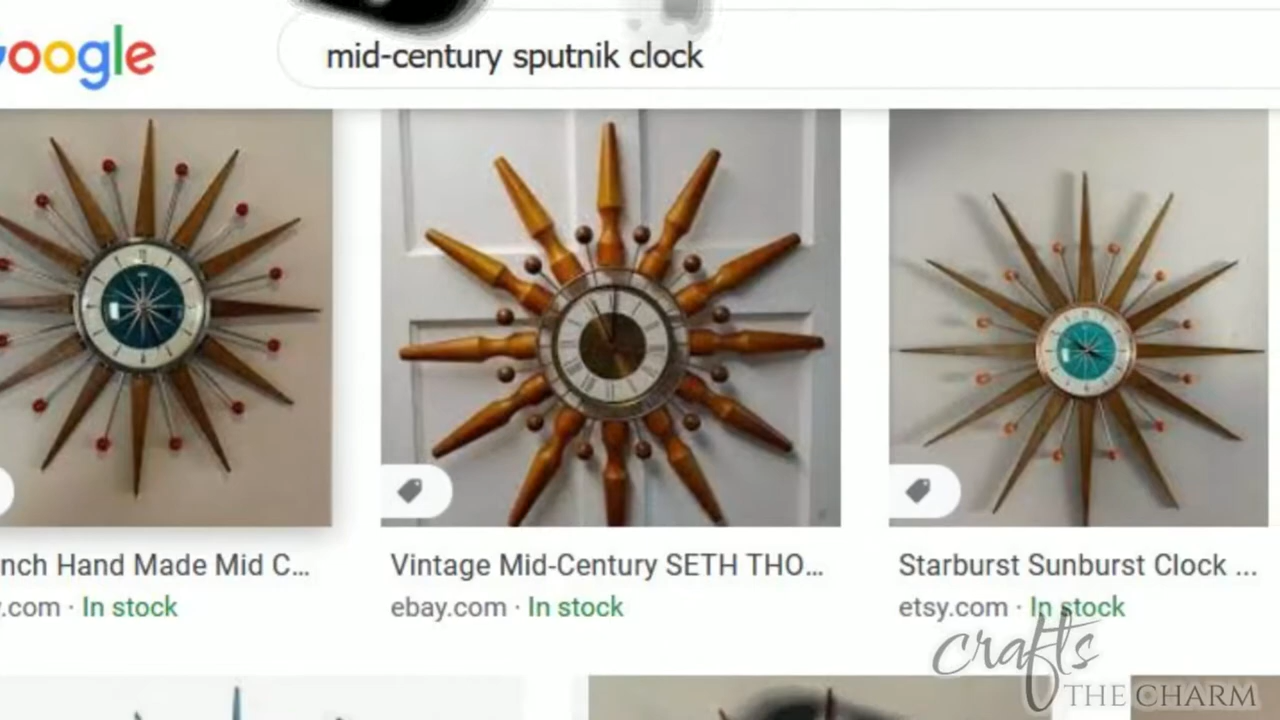 oogle
mid-century sputnik clock
nch Hand Made Mid C...
.com · In stock
Vintage Mid-Century SETH THO...
ebay.com · In stock
Starburst Sunburst Clock ...
etsy.com · In stock
crafts
THE CHARM